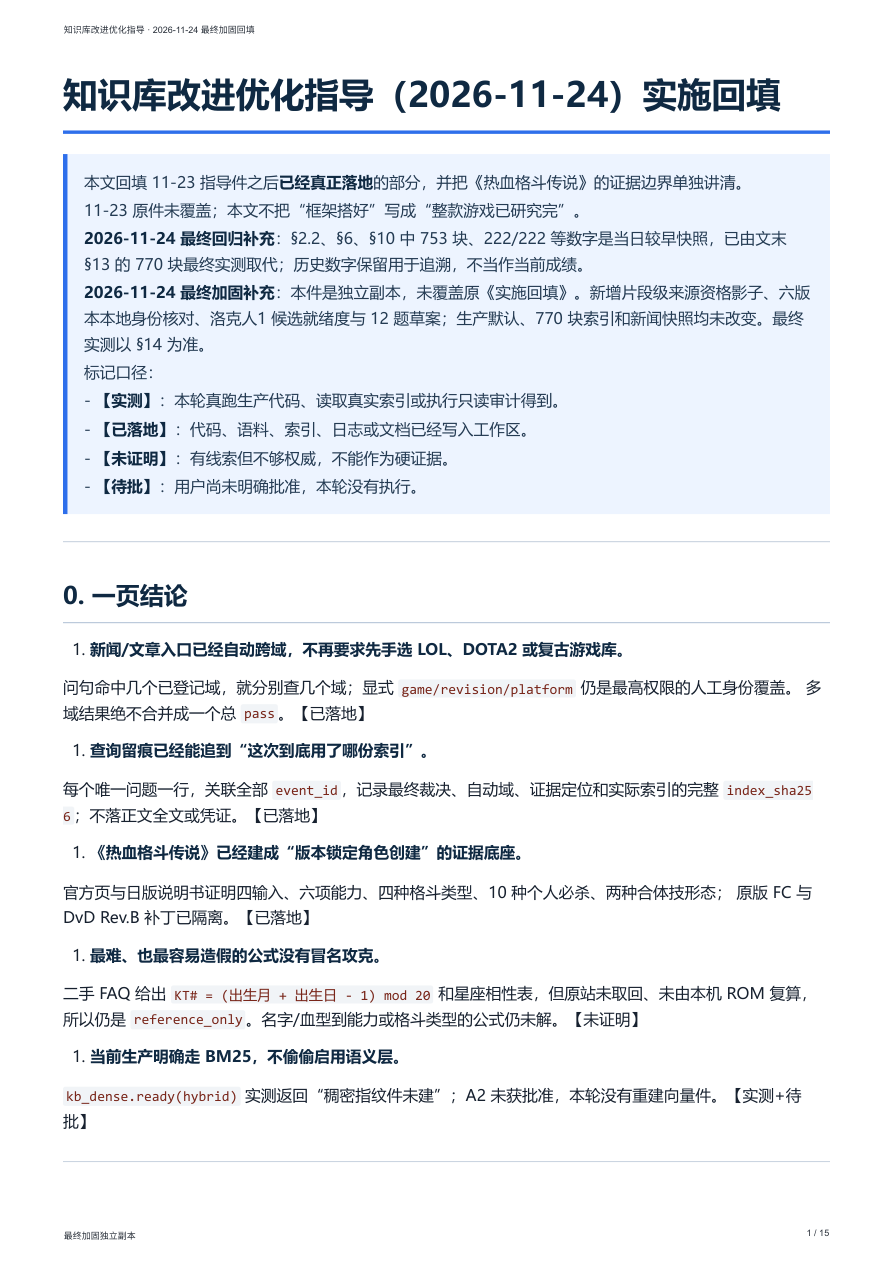 知识库改进优化指导 · 2026-11-24 最终加固回填
知识库改进优化指导（2026-11-24）实施回填
本文回填 11-23 指导件之后已经真正落地的部分，并把《热血格斗传说》的证据边界单独讲清。
11-23 原件未覆盖；本文不把“框架搭好”写成“整款游戏已研究完”。
2026-11-24 最终回归补充：§2.2、§6、§10 中 753 块、222/222 等数字是当日较早快照，已由文末
§13 的 770 块最终实测取代；历史数字保留用于追溯，不当作当前成绩。
2026-11-24 最终加固补充：本件是独立副本，未覆盖原《实施回填》。新增片段级来源资格影子、六版
本本地身份核对、洛克人1 候选就绪度与 12 题草案；生产默认、770 块索引和新闻快照均未改变。最终
实测以 §14 为准。
标记口径：
- 【实测】：本轮真跑生产代码、读取真实索引或执行只读审计得到。
- 【已落地】：代码、语料、索引、日志或文档已经写入工作区。
- 【未证明】：有线索但不够权威，不能作为硬证据。
- 【待批】：用户尚未明确批准，本轮没有执行。
0. 一页结论
1. 新闻/文章入口已经自动跨域，不再要求先手选 LOL、DOTA2 或复古游戏库。
问句命中几个已登记域，就分别查几个域；显式 game/revision/platform 仍是最高权限的人工身份覆盖。 多
域结果绝不合并成一个总 pass。【已落地】
1. 查询留痕已经能追到“这次到底用了哪份索引”。
每个唯一问题一行，关联全部 event_id，记录最终裁决、自动域、证据定位和实际索引的完整 index_sha25
6；不落正文全文或凭证。【已落地】
1. 《热血格斗传说》已经建成“版本锁定角色创建”的证据底座。
官方页与日版说明书证明四输入、六项能力、四种格斗类型、10 种个人必杀、两种合体技形态； 原版 FC 与
DvD Rev.B 补丁已隔离。【已落地】
1. 最难、也最容易造假的公式没有冒名攻克。
二手 FAQ 给出 KT# = (出生月 + 出生日 - 1) mod 20 和星座相性表，但原站未取回、未由本机 ROM 复算，
所以仍是 reference_only。名字/血型到能力或格斗类型的公式仍未解。【未证明】
1. 当前生产明确走 BM25，不偷偷启用语义层。
kb_dense.ready(hybrid) 实测返回“稠密指纹件未建”；A2 未获批准，本轮没有重建向量件。【实测+待
批】
最终加固独立副本
1 / 15